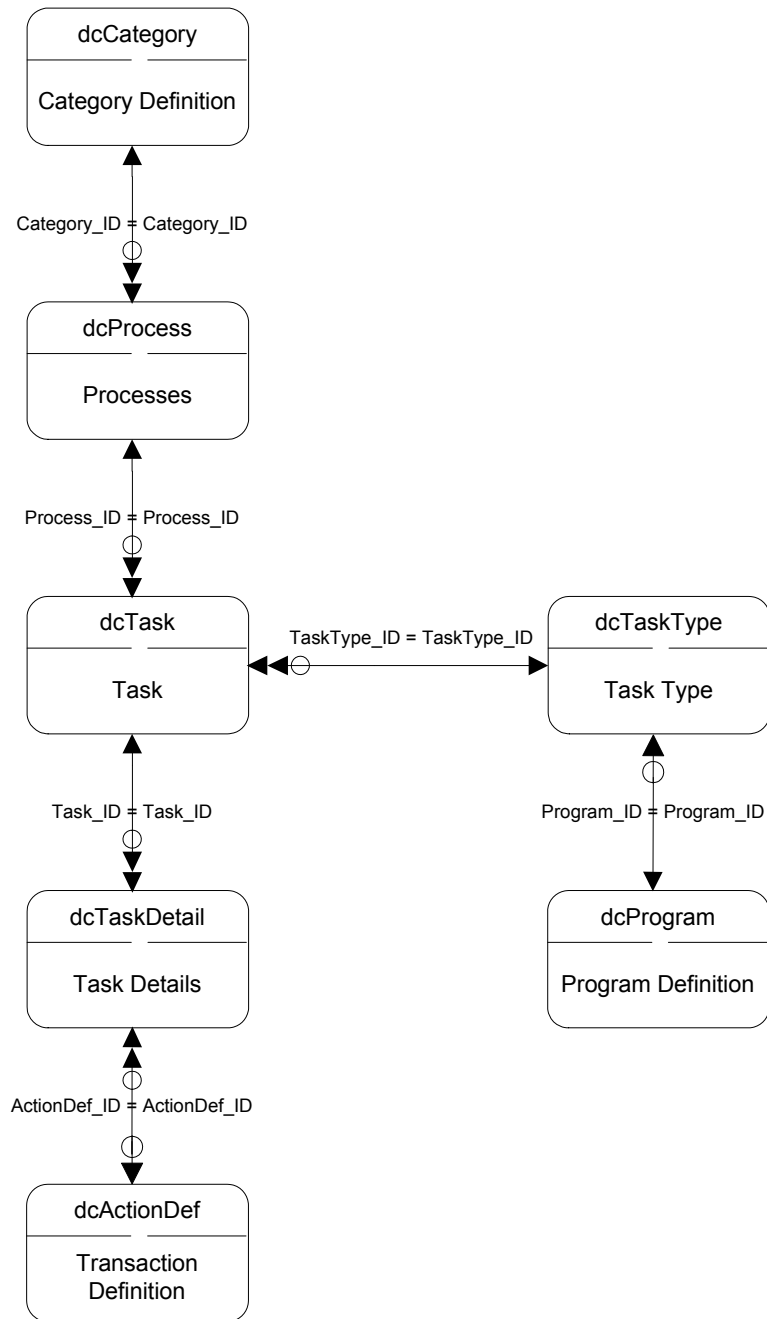 dcCategory
Category Definition
Category_ID = Category_ID
dcProcess
Processes
Process_ID = Process_ID
dcTask
Task
TaskType_ID = TaskType_ID
dcTaskType
Task Type
Task_ID = Task_ID
Program_ID = Program_ID
dcTaskDetail
Task Details
dcProgram
Program Definition
ActionDef_ID = ActionDef_ID
dcActionDef
Transaction
Definition